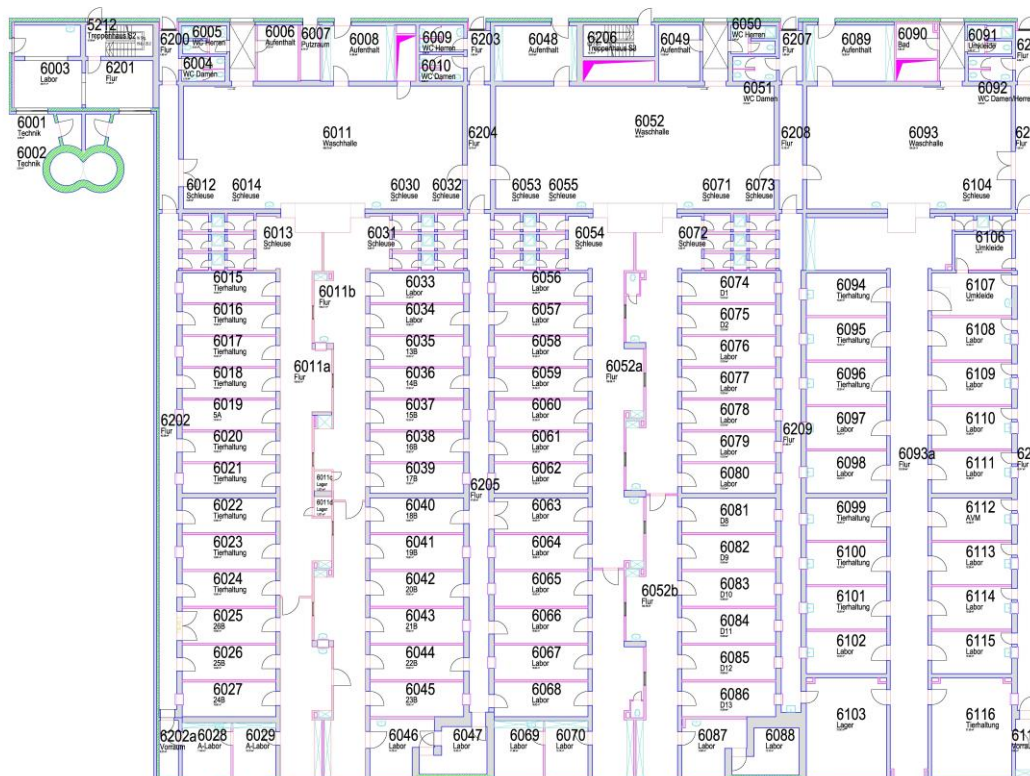 5212
Treppenhaus S2
6200
Flur
6005
WC Herren
6006
Aufenthalt
6007
Putzraum
6008
Aufenthalt
6009
WC Herren
6203
Flur
6048
Aufenthalt
6206
Treppenhaus S3
6049
Aufenthalt
6050
WC Herren
6207
Flur
6089
Aufenthalt
6090
Bad
6091
Umkleide
6003
Labor
6201
Flur
6004
WC Damen
6010
WC Damen
6051
WC Damen
6092
WC Damen/Herren
6001
Technik
6002
Technik
6011
Waschhalle
6204
Flur
6052
Waschhalle
6208
Flur
6093
Waschhalle
6012
Schleuse
6014
Schleuse
6030
Schleuse
6032
Schleuse
6053
Schleuse
6055
Schleuse
6071
Schleuse
6073
Schleuse
6104
Schleuse
6013
Schleuse
6031
Schleuse
6054
Schleuse
6072
Schleuse
6106
Umkleide
6015
Tierhaltung
6011b
Flur
6033
Labor
6056
Labor
6074
D1
6094
Tierhaltung
6107
Umkleide
6016
Tierhaltung
6034
Labor
6057
Labor
6075
D2
6095
Tierhaltung
6108
Labor
6017
Tierhaltung
6035
13B
6058
Labor
6076
Labor
6018
Tierhaltung
6011a
Flur
6036
14B
6059
Labor
6052a
Flur
6077
Labor
6096
Tierhaltung
6109
Labor
6202
Flur
6019
5A
6037
15B
6060
Labor
6078
Labor
6209
Flur
6097
Labor
6110
Labor
6020
Tierhaltung
6038
16B
6061
Labor
6079
Labor
6021
Tierhaltung
6011c
Lager
6039
17B
6205
Flur
6062
Labor
6080
Labor
6098
Labor
6093a
Flur
6111
Labor
6022
Tierhaltung
6011d
Lager
6040
18B
6063
Labor
6081
D8
6099
Tierhaltung
6112
AVM
6023
Tierhaltung
6041
19B
6064
Labor
6082
D9
6100
Tierhaltung
6113
Labor
6024
Tierhaltung
6042
20B
6065
Labor
6052b
Flur
6083
D10
6101
Tierhaltung
6114
Labor
6025
26B
6043
21B
6066
Labor
6084
D11
6102
Labor
6115
Labor
6026
25B
6044
22B
6067
Labor
6085
D12
6027
24B
6045
23B
6068
Labor
6086
D13
6103
Lager
6116
Tierhaltung
6202a
Vorraum
6028
A-Labor
6029
A-Labor
6046
Labor
6047
Labor
6069
Labor
6070
Labor
6087
Labor
6088
Labor